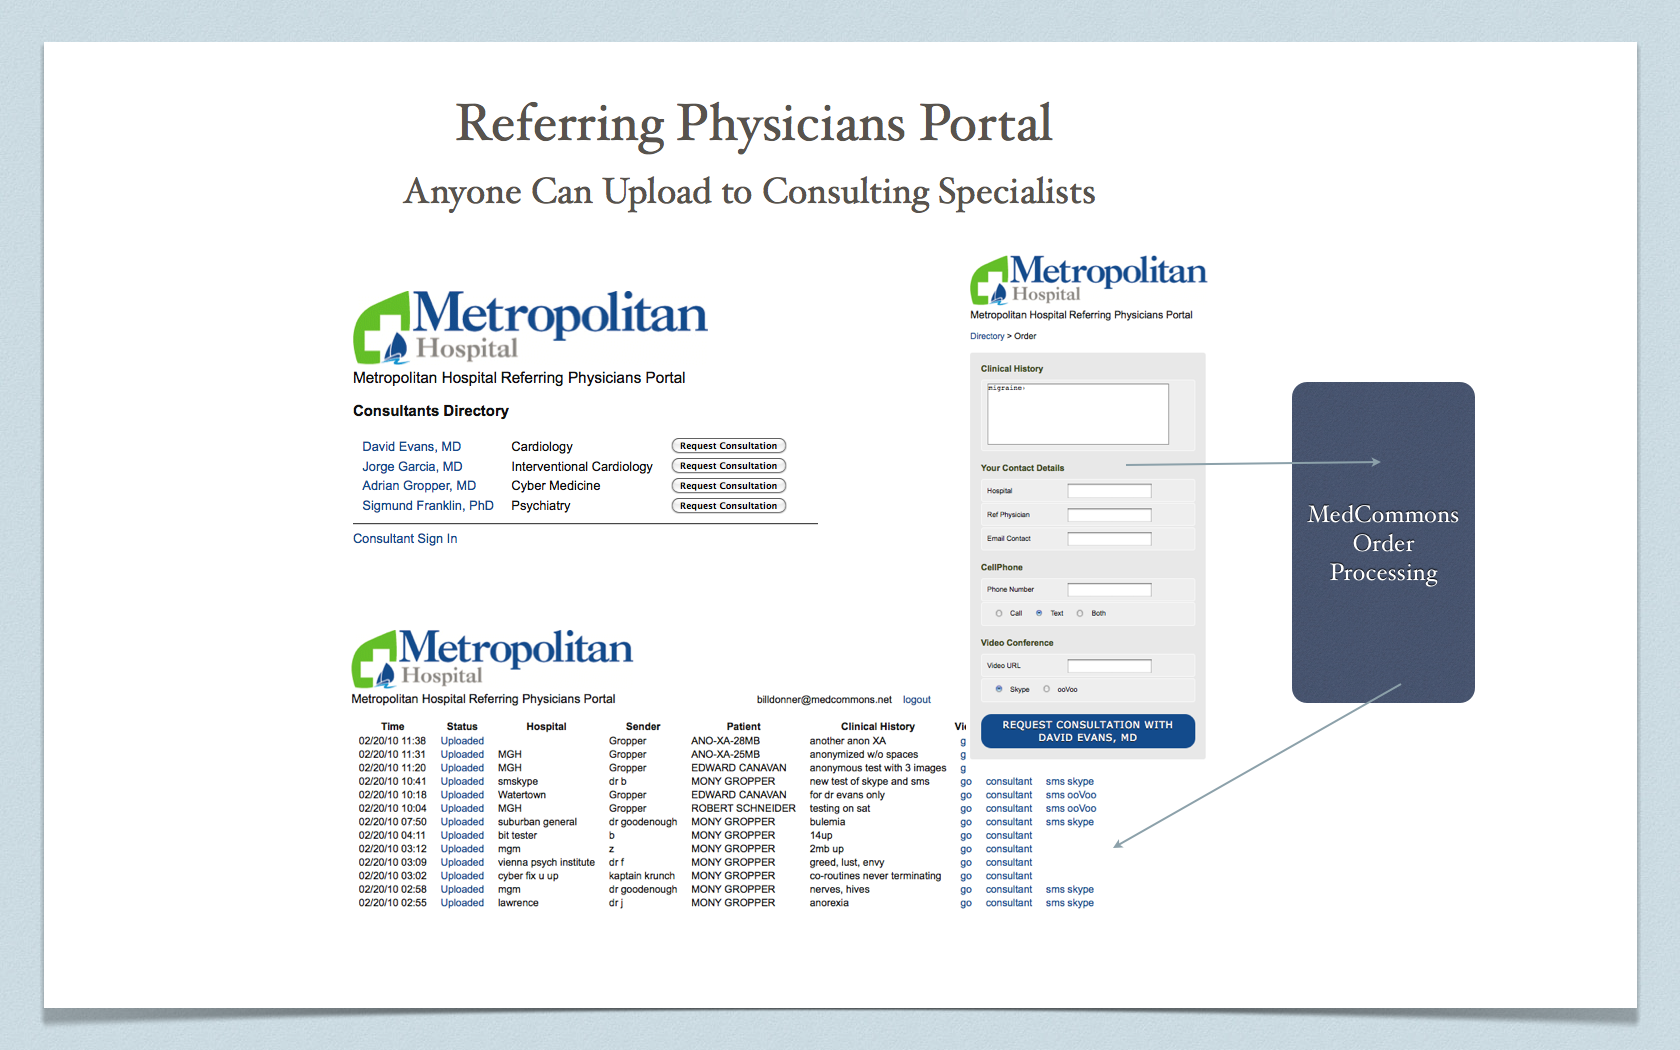 Referring Physicians Portal
Anyone Can Upload to Consulting Specialists
Metropolitan
Hospital
Metropolitan Hospital Referring Physicians Portal
Consultants Directory
David Evans, MD Cardiology Request Consultation
Jorge Garcia, MD Interventional Cardiology Request Consultation
Adrian Gropper, MD Cyber Medicine Request Consultation
Sigmund Franklin, PhD Psychiatry Request Consultation
Consultant Sign In
Metropolitan
Hospital
Metropolitan Hospital Referring Physicians Portal
Directory > Order
Clinical History
migraine
Your Contact Details
Hospital
Ref Physician
Email Contact
CellPhone
Phone Number
Call Text Both
Video Conference
Video URL
Skype ooVoo
REQUEST CONSULTATION WITH
DAVID EVANS, MD
MedCommons
Order
Processing
Metropolitan
Hospital
Metropolitan Hospital Referring Physicians Portal billdonner@medcommons.net logout
Time Status Hospital Sender Patient Clinical History
02/20/10 11:38 Uploaded Gropper ANO-XA-28MB another anon XA g
02/20/10 11:31 Uploaded MGH Gropper ANO-XA-25MB anonymized w/o spaces g
02/20/10 11:20 Uploaded MGH Gropper EDWARD CANAVAN anonymous test with 3 images g
02/20/10 10:41 Uploaded smskype dr b MONY GROPPER new test of skype and sms go consultant sms skype
02/20/10 10:18 Uploaded Watertown Gropper EDWARD CANAVAN for dr evans only go consultant sms ooVoo
02/20/10 10:04 Uploaded MGH Gropper ROBERT SCHNEIDER testing on sat go consultant sms ooVoo
02/20/10 07:50 Uploaded suburban general dr goodenough MONY GROPPER bulemia go consultant sms skype
02/20/10 04:11 Uploaded bit tester b MONY GROPPER 14up go consultant
02/20/10 03:12 Uploaded mgm z MONY GROPPER 2mb up go consultant
02/20/10 03:09 Uploaded vienna psych institute dr f MONY GROPPER greed, lust, envy go consultant
02/20/10 03:02 Uploaded cyber fix u up kaptain krunch MONY GROPPER co-routines never terminating go consultant
02/20/10 02:58 Uploaded mgm dr goodenough MONY GROPPER nerves, hives go consultant sms skype
02/20/10 02:55 Uploaded lawrence dr j MONY GROPPER anorexia go consultant sms skype